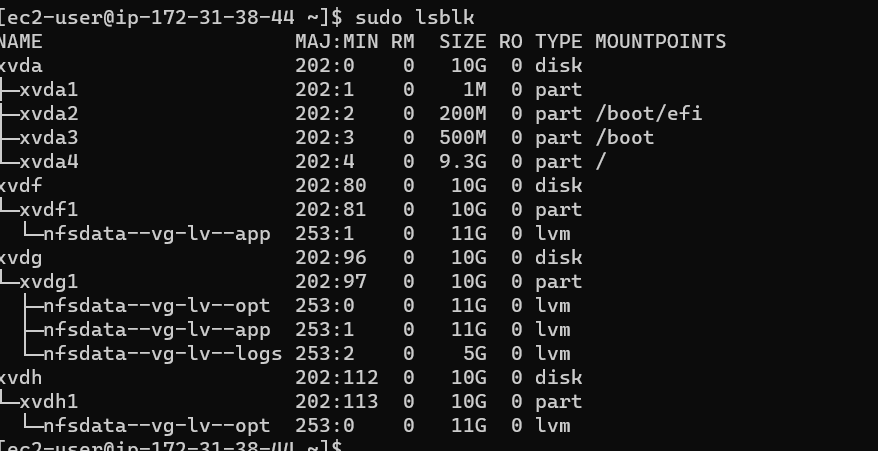 [ec2-user@ip-172-31-38-44 ~]$ sudo lsblk
NAME                     MAJ:MIN RM  SIZE RO TYPE MOUNTPOINTS
xvda                     202:0    0   10G  0 disk
├─xvda1                  202:1    0    1M  0 part
├─xvda2                  202:2    0  200M  0 part /boot/efi
├─xvda3                  202:3    0  500M  0 part /boot
└─xvda4                  202:4    0  9.3G  0 part /
xvdf                     202:80   0   10G  0 disk
└─xvdf1                  202:81   0   10G  0 part
  └─nfsdata--vg-lv--app  253:1    0   11G  0 lvm
xvdg                     202:96   0   10G  0 disk
└─xvdg1                  202:97   0   10G  0 part
  ├─nfsdata--vg-lv--opt  253:0    0   11G  0 lvm
  ├─nfsdata--vg-lv--app  253:1    0   11G  0 lvm
  └─nfsdata--vg-lv--logs 253:2    0    5G  0 lvm
xvdh                     202:112  0   10G  0 disk
└─xvdh1                  202:113  0   10G  0 part
  └─nfsdata--vg-lv--opt  253:0    0   11G  0 lvm
[ec2-user@ip-172-31-38-44 ~]$